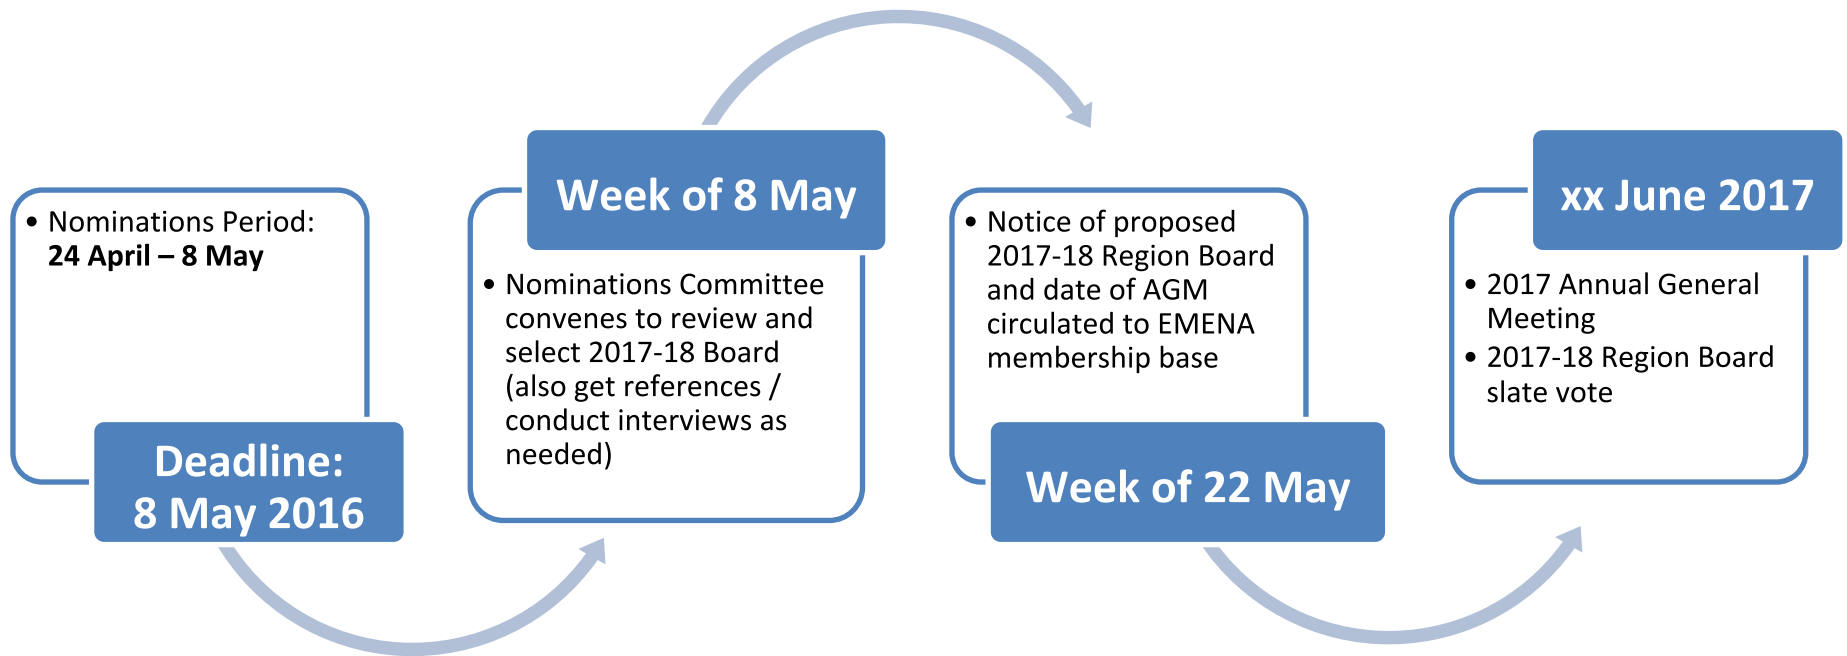 • Nominations Period:
24 April – 8 May
Deadline:
8 May 2016
Week of 8 May
• Nominations Committee
convenes to review and
select 2017-18 Board
(also get references /
conduct interviews as
needed)
• Notice of proposed
2017-18 Region Board
and date of AGM
circulated to EMENA
membership base
Week of 22 May
xx June 2017
• 2017 Annual General
Meeting
• 2017-18 Region Board
slate vote